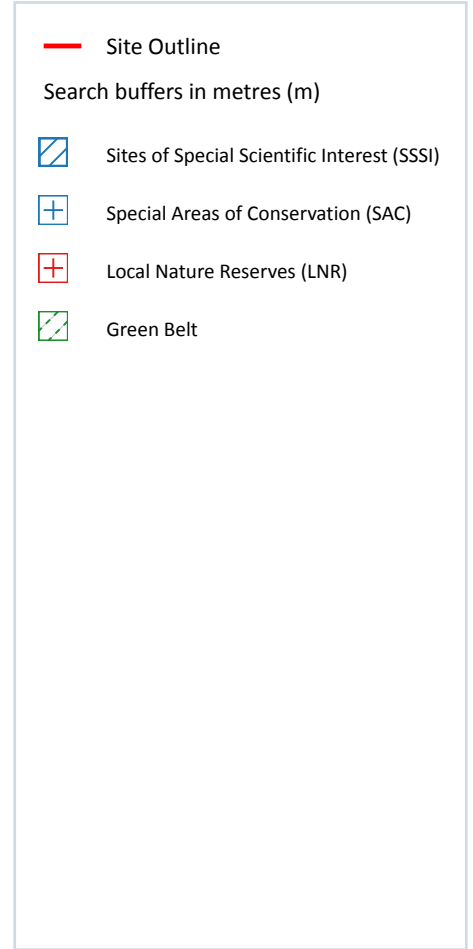 Site Outline
Search buffers in metres (m)
Sites of Special Scientific Interest (SSSI)
Special Areas of Conservation (SAC)
Local Nature Reserves (LNR)
Green Belt